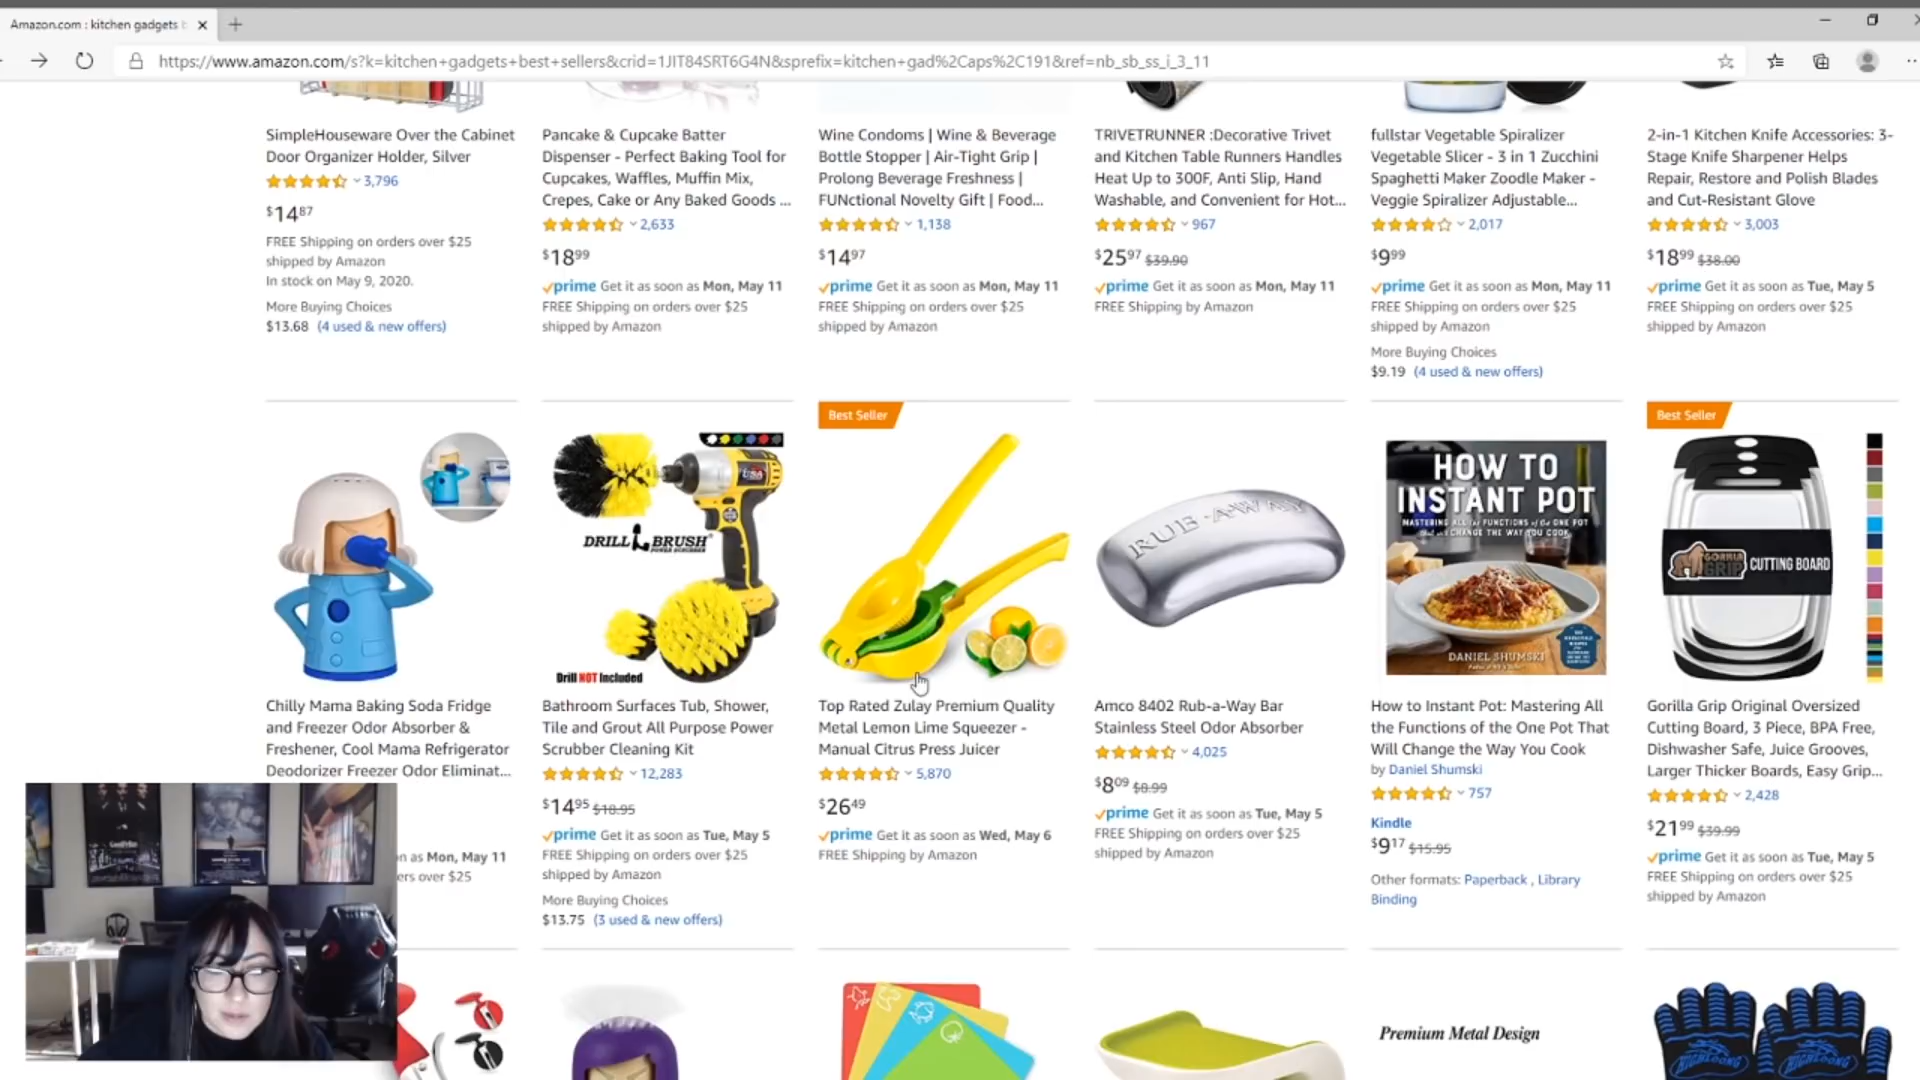 Amazon.com : kitchen gadgets b
https://www.amazon.com/s?k=kitchen+gadgets+best+sellers&crid=1JIT84SRT6G4N&sprefix=kitchen+gad%2Caps%2C191&ref=nb_sb_ss_i_3_11
SimpleHouseware Over the Cabinet
Door Organizer Holder, Silver
3,796
$14.87
FREE Shipping on orders over $25
shipped by Amazon
In stock on May 9, 2020.
More Buying Choices
$13.68 (4 used & new offers)
Pancake & Cupcake Batter
Dispenser - Perfect Baking Tool for
Cupcakes, Waffles, Muffin Mix,
Crepes, Cake or Any Baked Goods ...
2,633
$18.99
prime Get it as soon as Mon, May 11
FREE Shipping on orders over $25
shipped by Amazon
Wine Condoms | Wine & Beverage
Bottle Stopper | Air-Tight Grip |
Prolong Beverage Freshness |
FUNctional Novelty Gift | Food...
1,138
$14.97
prime Get it as soon as Mon, May 11
FREE Shipping on orders over $25
shipped by Amazon
TRIVETRUNNER :Decorative Trivet
and Kitchen Table Runners Handles
Heat Up to 300F, Anti Slip, Hand
Washable, and Convenient for Hot...
967
$25.97 $39.90
prime Get it as soon as Mon, May 11
FREE Shipping by Amazon
fullstar Vegetable Spiralizer
Vegetable Slicer - 3 in 1 Zucchini
Spaghetti Maker Zoodle Maker -
Veggie Spiralizer Adjustable...
2,017
$9.99
prime Get it as soon as Mon, May 11
FREE Shipping on orders over $25
shipped by Amazon
More Buying Choices
$9.19 (4 used & new offers)
2-in-1 Kitchen Knife Accessories: 3-
Stage Knife Sharpener Helps
Repair, Restore and Polish Blades
and Cut-Resistant Glove
3,003
$18.99 $38.00
prime Get it as soon as Tue, May 5
FREE Shipping on orders over $25
shipped by Amazon
Chilly Mama Baking Soda Fridge
and Freezer Odor Absorber &
Freshener, Cool Mama Refrigerator
Deodorizer Freezer Odor Eliminat...
n as Mon, May 11
ers over $25
USA
DRILL BRUSH
POWER SCRUBBER
Drill NOT Included
Bathroom Surfaces Tub, Shower,
Tile and Grout All Purpose Power
Scrubber Cleaning Kit
12,283
$14.95 $18.95
prime Get it as soon as Tue, May 5
FREE Shipping on orders over $25
shipped by Amazon
More Buying Choices
$13.75 (3 used & new offers)
Best Seller
Top Rated Zulay Premium Quality
Metal Lemon Lime Squeezer -
Manual Citrus Press Juicer
5,870
$26.49
prime Get it as soon as Wed, May 6
FREE Shipping by Amazon
RUB-A-WAY
Amco 8402 Rub-a-Way Bar
Stainless Steel Odor Absorber
4,025
$8.09 $8.99
prime Get it as soon as Tue, May 5
FREE Shipping on orders over $25
shipped by Amazon
HOW TO
INSTANT POT
MASTERING ALL the FUNCTIONS of the ONE POT
that will CHANGE THE WAY YOU COOK
DANIEL SHUMSKI
How to Instant Pot: Mastering All
the Functions of the One Pot That
Will Change the Way You Cook
by Daniel Shumski
757
Kindle
$9.17 $15.95
Other formats: Paperback , Library
Binding
Best Seller
GORILLA
GRIP
CUTTING BOARD
Gorilla Grip Original Oversized
Cutting Board, 3 Piece, BPA Free,
Dishwasher Safe, Juice Grooves,
Larger Thicker Boards, Easy Grip...
2,428
$21.99 $39.99
prime Get it as soon as Tue, May 5
FREE Shipping on orders over $25
shipped by Amazon
Premium Metal Design